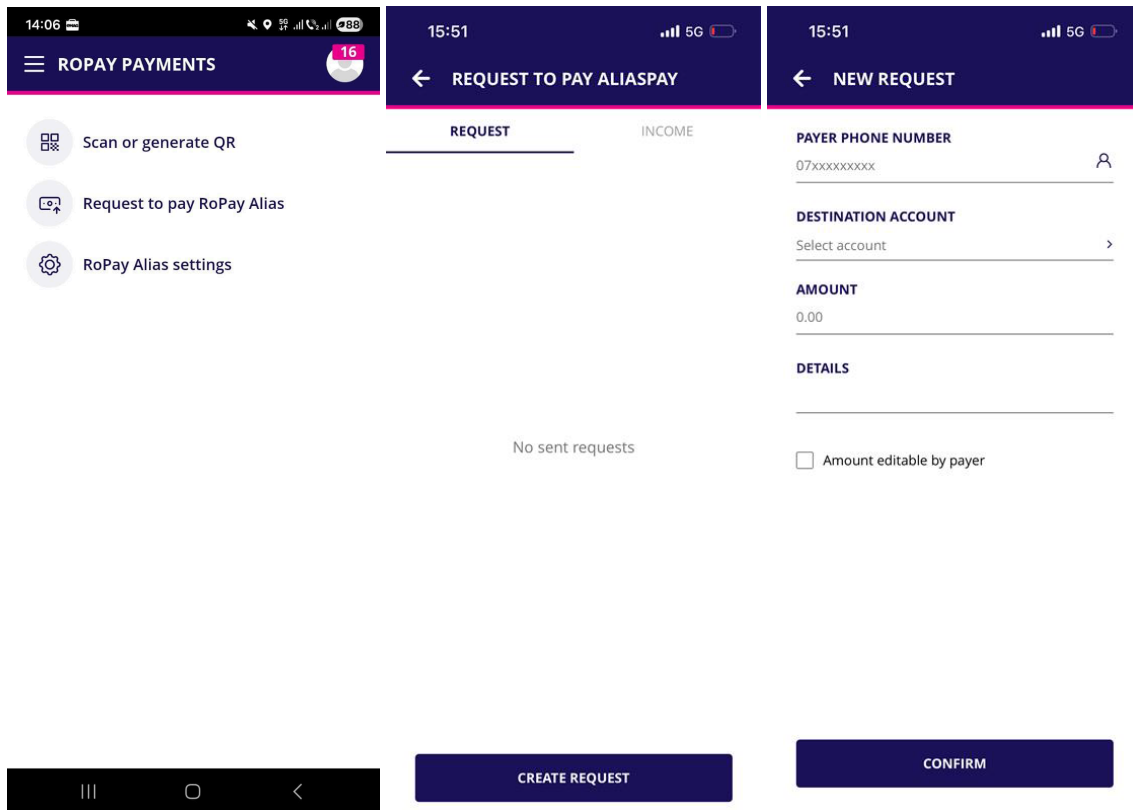 14:06
5G
88
ROPAY PAYMENTS
16
Scan or generate QR
Request to pay RoPay Alias
RoPay Alias settings
15:51
5G
REQUEST TO PAY ALIASPAY
REQUEST
INCOME
No sent requests
CREATE REQUEST
15:51
5G
NEW REQUEST
PAYER PHONE NUMBER
07xxxxxxxxx
DESTINATION ACCOUNT
Select account
AMOUNT
0.00
DETAILS
Amount editable by payer
CONFIRM